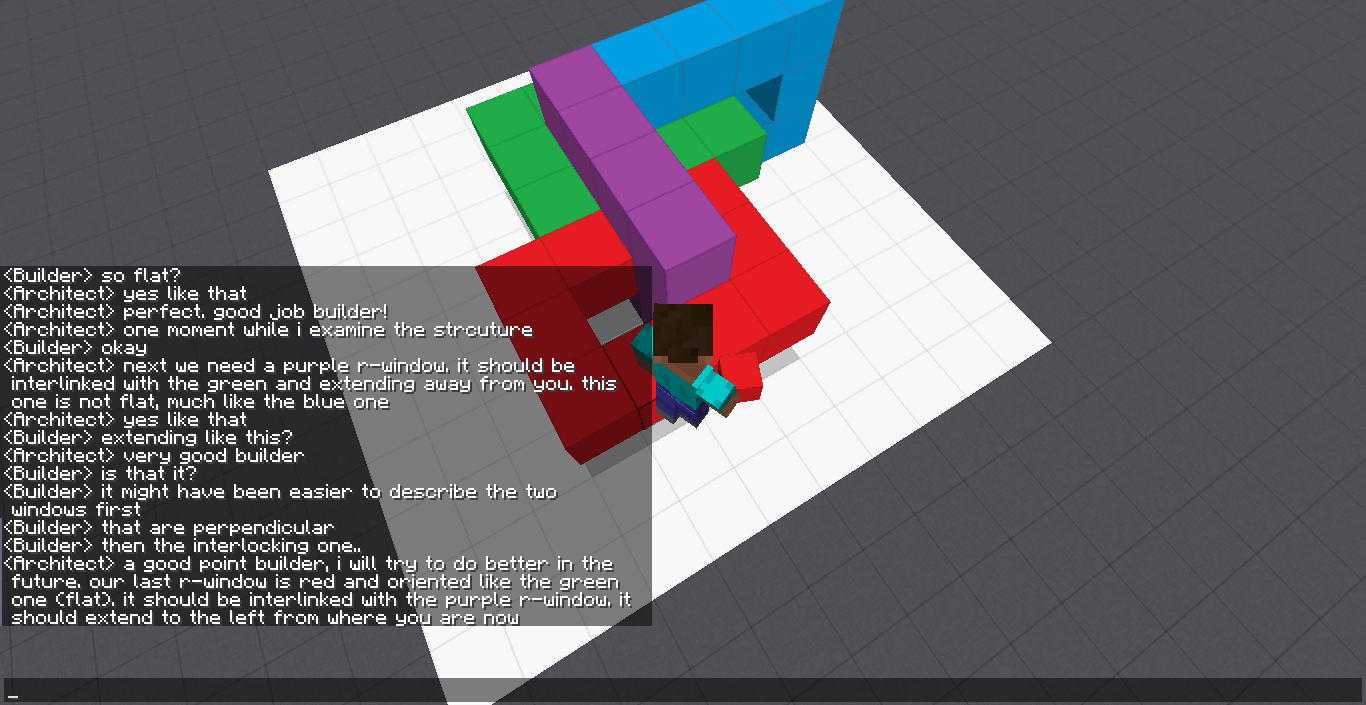 <Builder> so flat?
<Architect> yes like that
<Architect> perfect. good job builder!
<Architect> one moment while i examine the strcuture
<Builder> okay
<Architect> next we need a purple r-window. it should be
interlinked with the green and extending away from you. this
one is not flat, much like the blue one
<Architect> yes like that
<Builder> extending like this?
<Architect> very good builder
<Builder> is that it?
<Builder> it might have been easier to describe the two
windows first
<Builder> that are perpendicular
<Builder> then the interlocking one..
<Architect> a good point builder, i will try to do better in the
future. our last r-window is red and oriented like the green
one (flat). it should be interlinked with the purple r-window. it
should extend to the left from where you are now
_